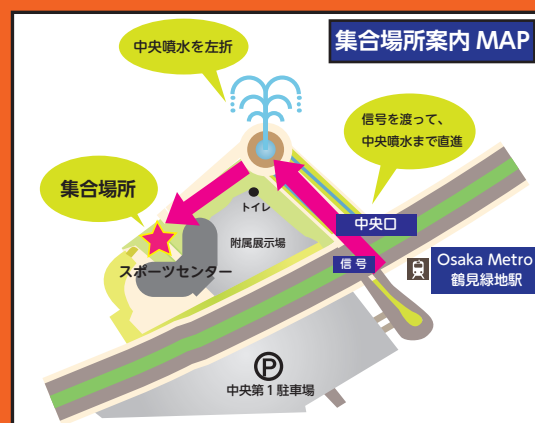 集合場所案内 MAP
中央噴水を左折
信号を渡って、
中央噴水まで直進
集合場所
トイレ
中央口
附属展示場
信号
Osaka Metro
鶴見緑地駅
スポーツセンター
P
中央第1駐車場